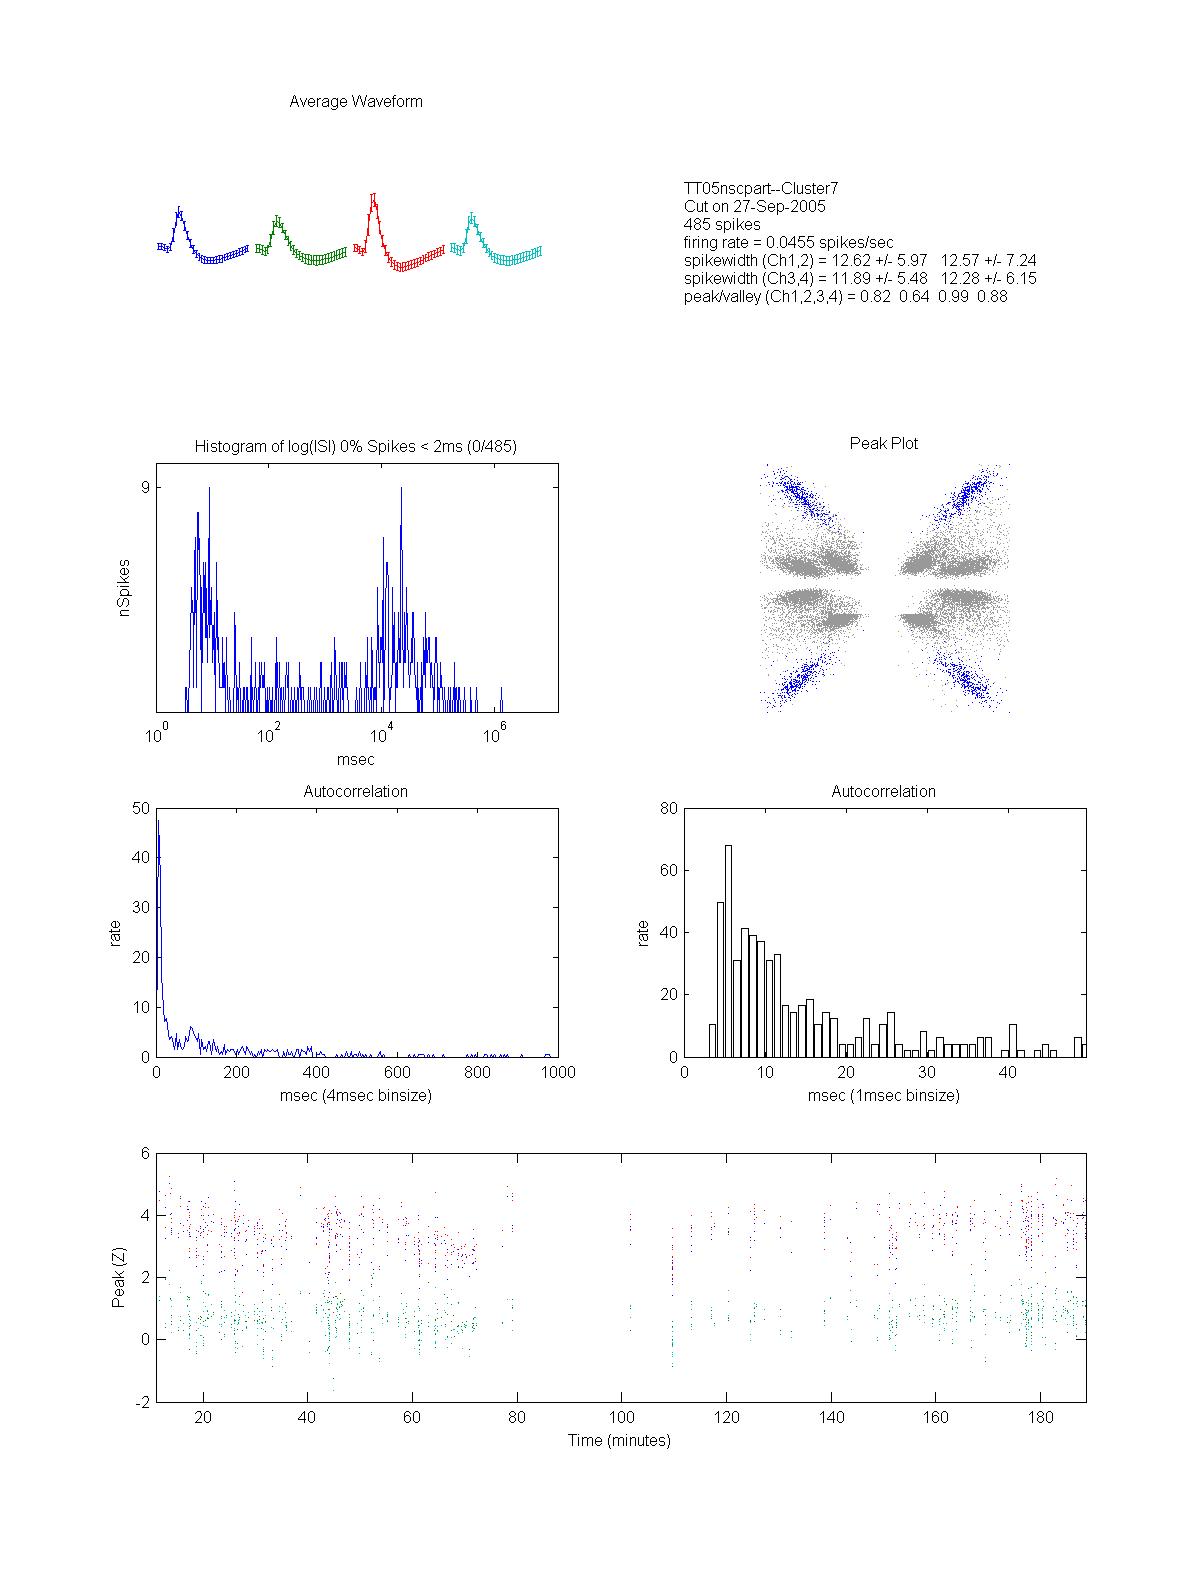 Average Waveform
TT05nscpart--Cluster7
Cut on 27-Sep-2005
485 spikes
firing rate = 0.0455 spikes/sec
spikewidth (Ch1,2) = 12.62 +/- 5.97 12.57 +/- 7.24
spikewidth (Ch3,4) = 11.89 +/- 5.48 12.28 +/- 6.15
peak/valley (Ch1,2,3,4) = 0.82 0.64 0.99 0.88
Histogram of log(ISI) 0% Spikes < 2ms (0/485)
9
nSpikes
10^0 10^2 10^4 10^6
msec
Peak Plot
Autocorrelation
50
40
30
20
10
0
rate
0 200 400 600 800 1000
msec (4msec binsize)
Autocorrelation
80
60
40
20
0
rate
0 10 20 30 40
msec (1msec binsize)
6
4
2
0
-2
Peak (Z)
20 40 60 80 100 120 140 160 180
Time (minutes)